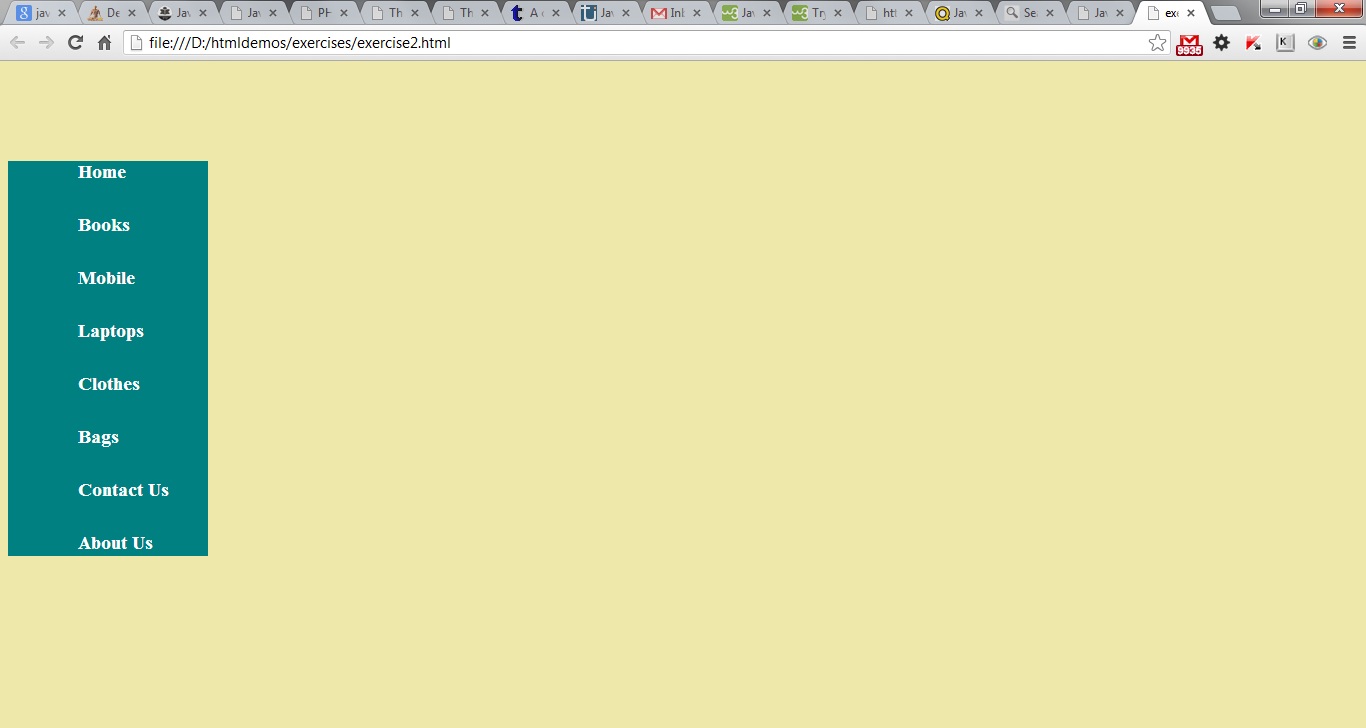 jav De Jav Jav PH Th Th A Jav Inl Jav Try htt Jav Se Jav exe
file:///D:/htmldemos/exercises/exercise2.html
9935
Home
Books
Mobile
Laptops
Clothes
Bags
Contact Us
About Us